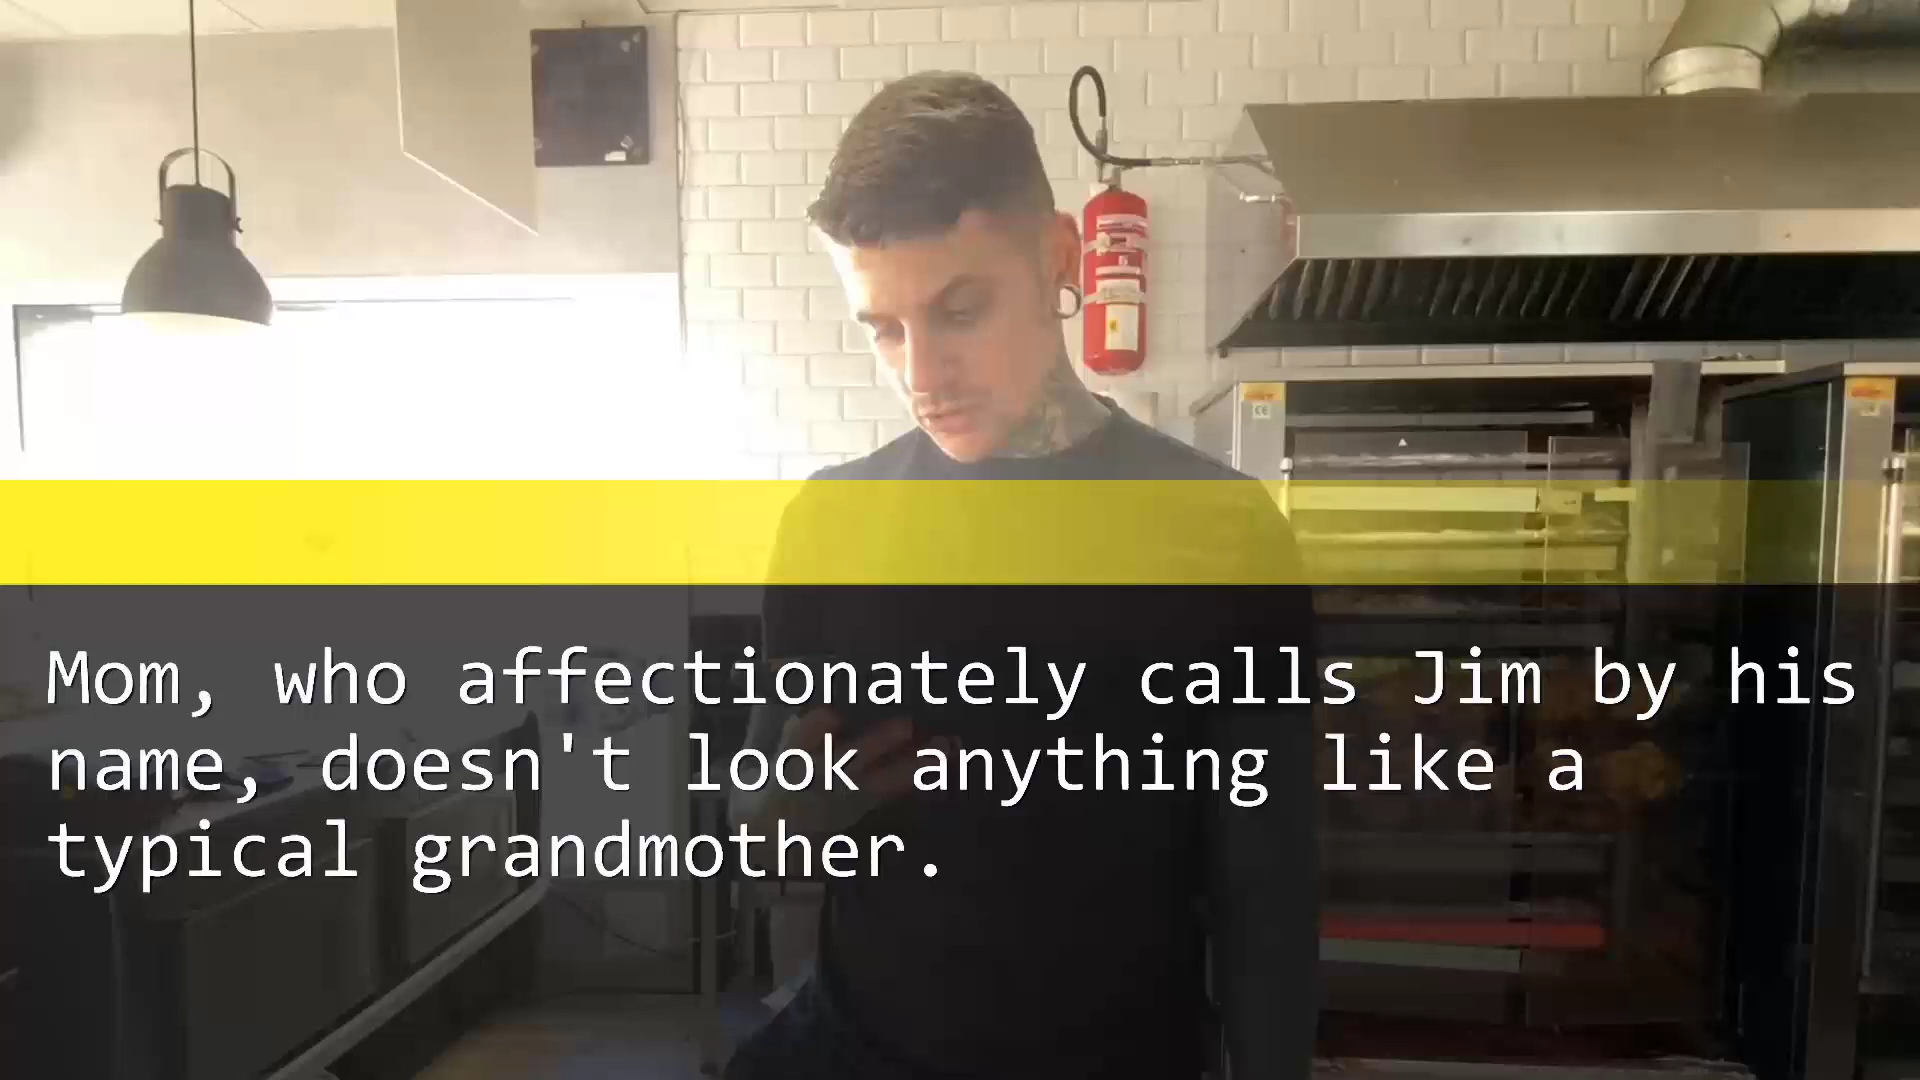 Mom, who affectionately calls Jim by his
name, doesn't look anything like a
typical grandmother.